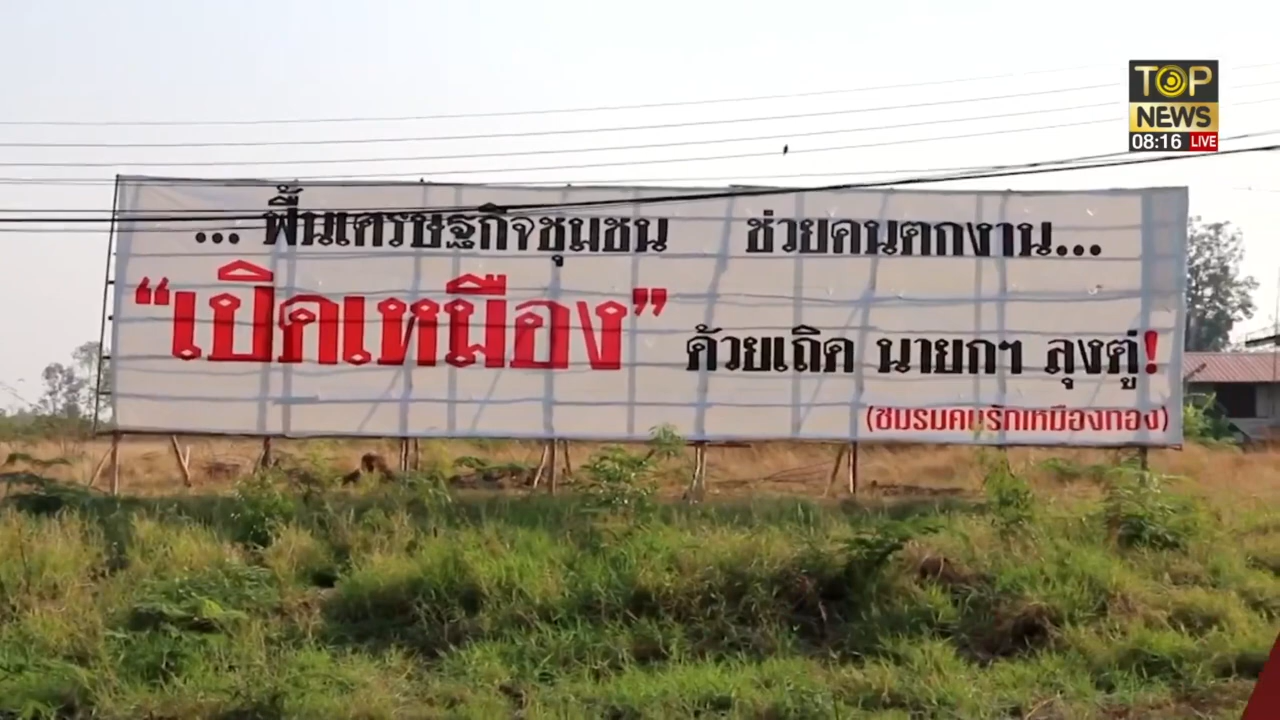 TOP
NEWS
08:16 LIVE
... ฟื้นเศรษฐกิจชุมชน ช่วยคนตกงาน...
“เปิดเหมือง” ด้วยเถิด นายกฯ ลุงตู่!
(ชมรมคนรักเหมืองทอง)